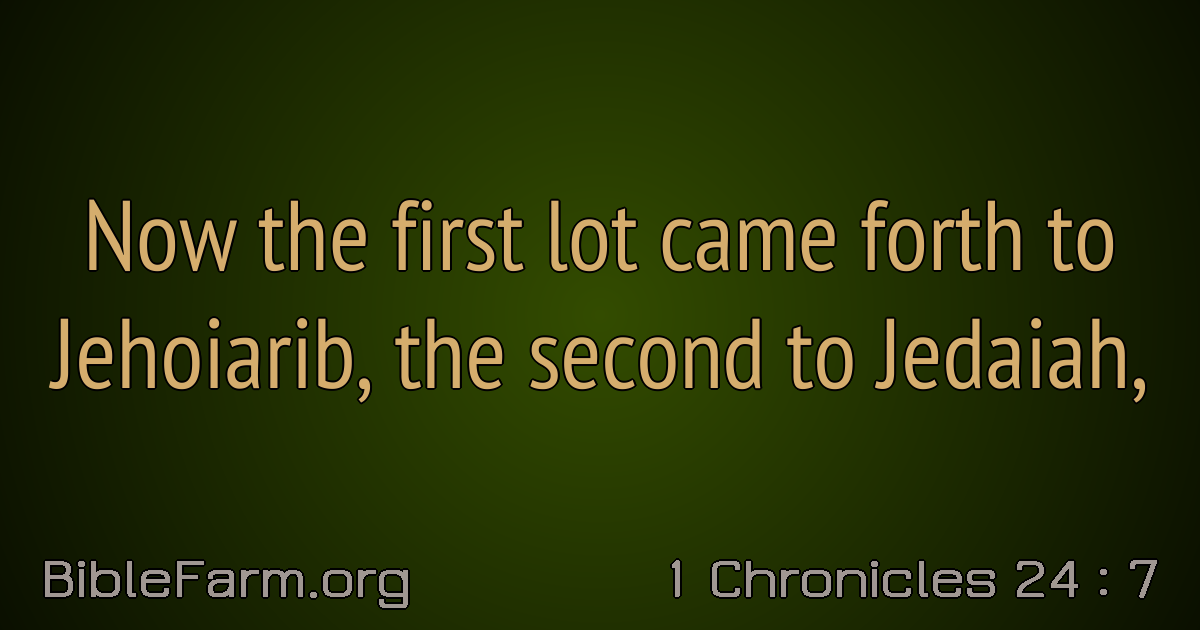 Now the first lot came forth to
Jehoiarib, the second to Jedaiah,
BibleFarm.org
1 Chronicles 24 : 7